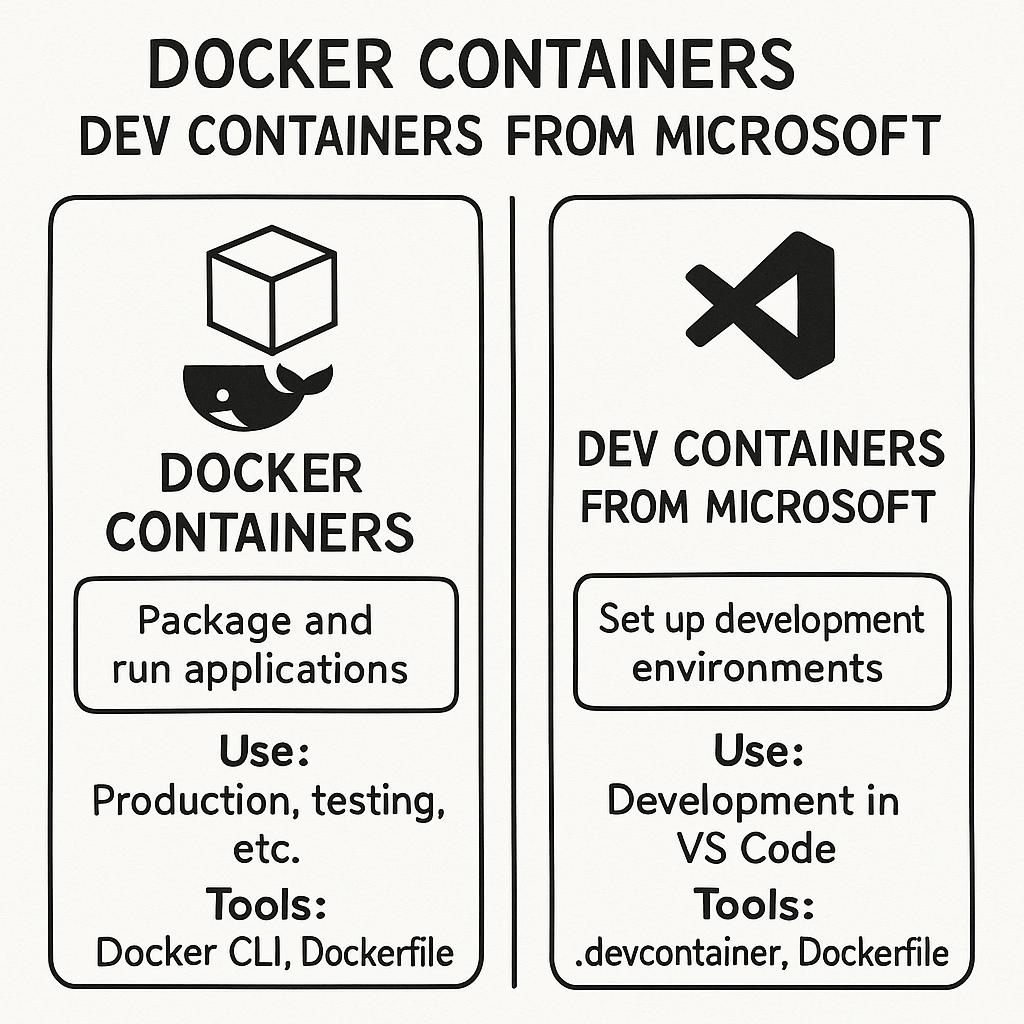 DOCKER CONTAINERS
DEV CONTAINERS FROM MICROSOFT
DOCKER
CONTAINERS
Package and
run applications
Use:
Production, testing,
etc.
Tools:
Docker CLI, Dockerfile
DEV CONTAINERS
FROM MICROSOFT
Set up development
environments
Use:
Development in
VS Code
Tools:
.devcontainer, Dockerfile